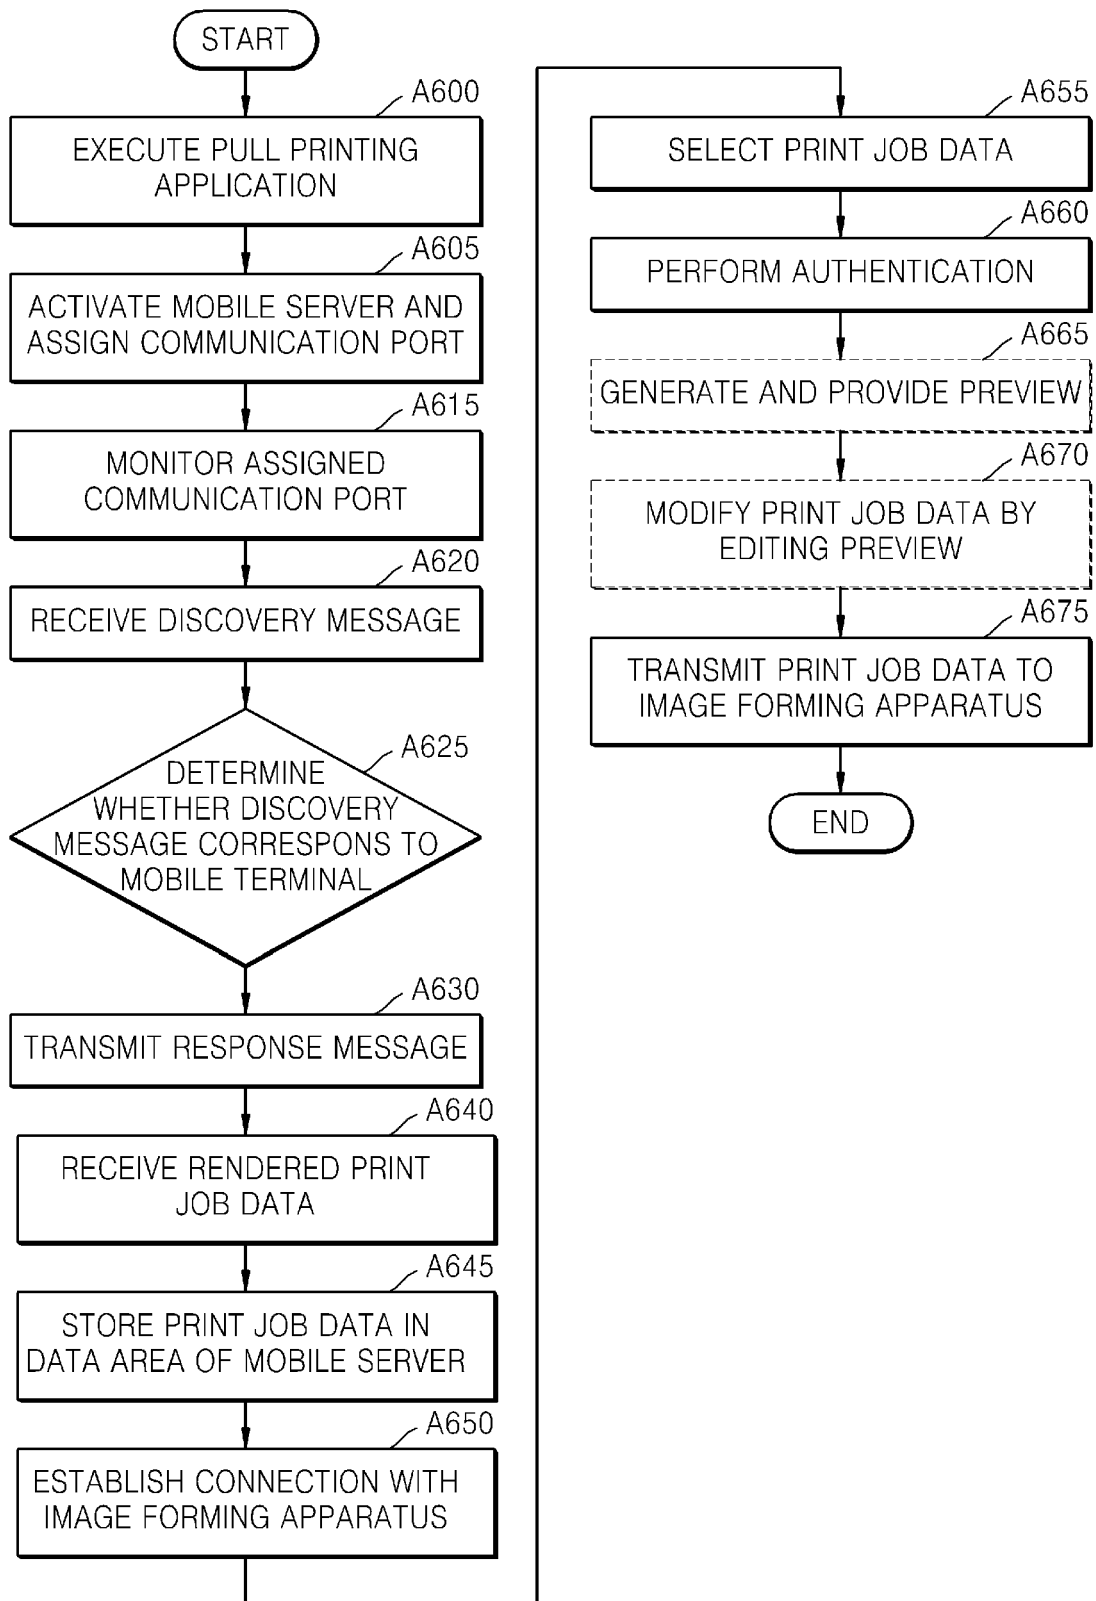 START
A600
EXECUTE PULL PRINTING
APPLICATION
A605
ACTIVATE MOBILE SERVER AND
ASSIGN COMMUNICATION PORT
A615
MONITOR ASSIGNED
COMMUNICATION PORT
A620
RECEIVE DISCOVERY MESSAGE
A625
DETERMINE
WHETHER DISCOVERY
MESSAGE CORRESPONS TO
MOBILE TERMINAL
A630
TRANSMIT RESPONSE MESSAGE
A640
RECEIVE RENDERED PRINT
JOB DATA
A645
STORE PRINT JOB DATA IN
DATA AREA OF MOBILE SERVER
A650
ESTABLISH CONNECTION WITH
IMAGE FORMING APPARATUS
A655
SELECT PRINT JOB DATA
A660
PERFORM AUTHENTICATION
A665
GENERATE AND PROVIDE PREVIEW
A670
MODIFY PRINT JOB DATA BY
EDITING PREVIEW
A675
TRANSMIT PRINT JOB DATA TO
IMAGE FORMING APPARATUS
END